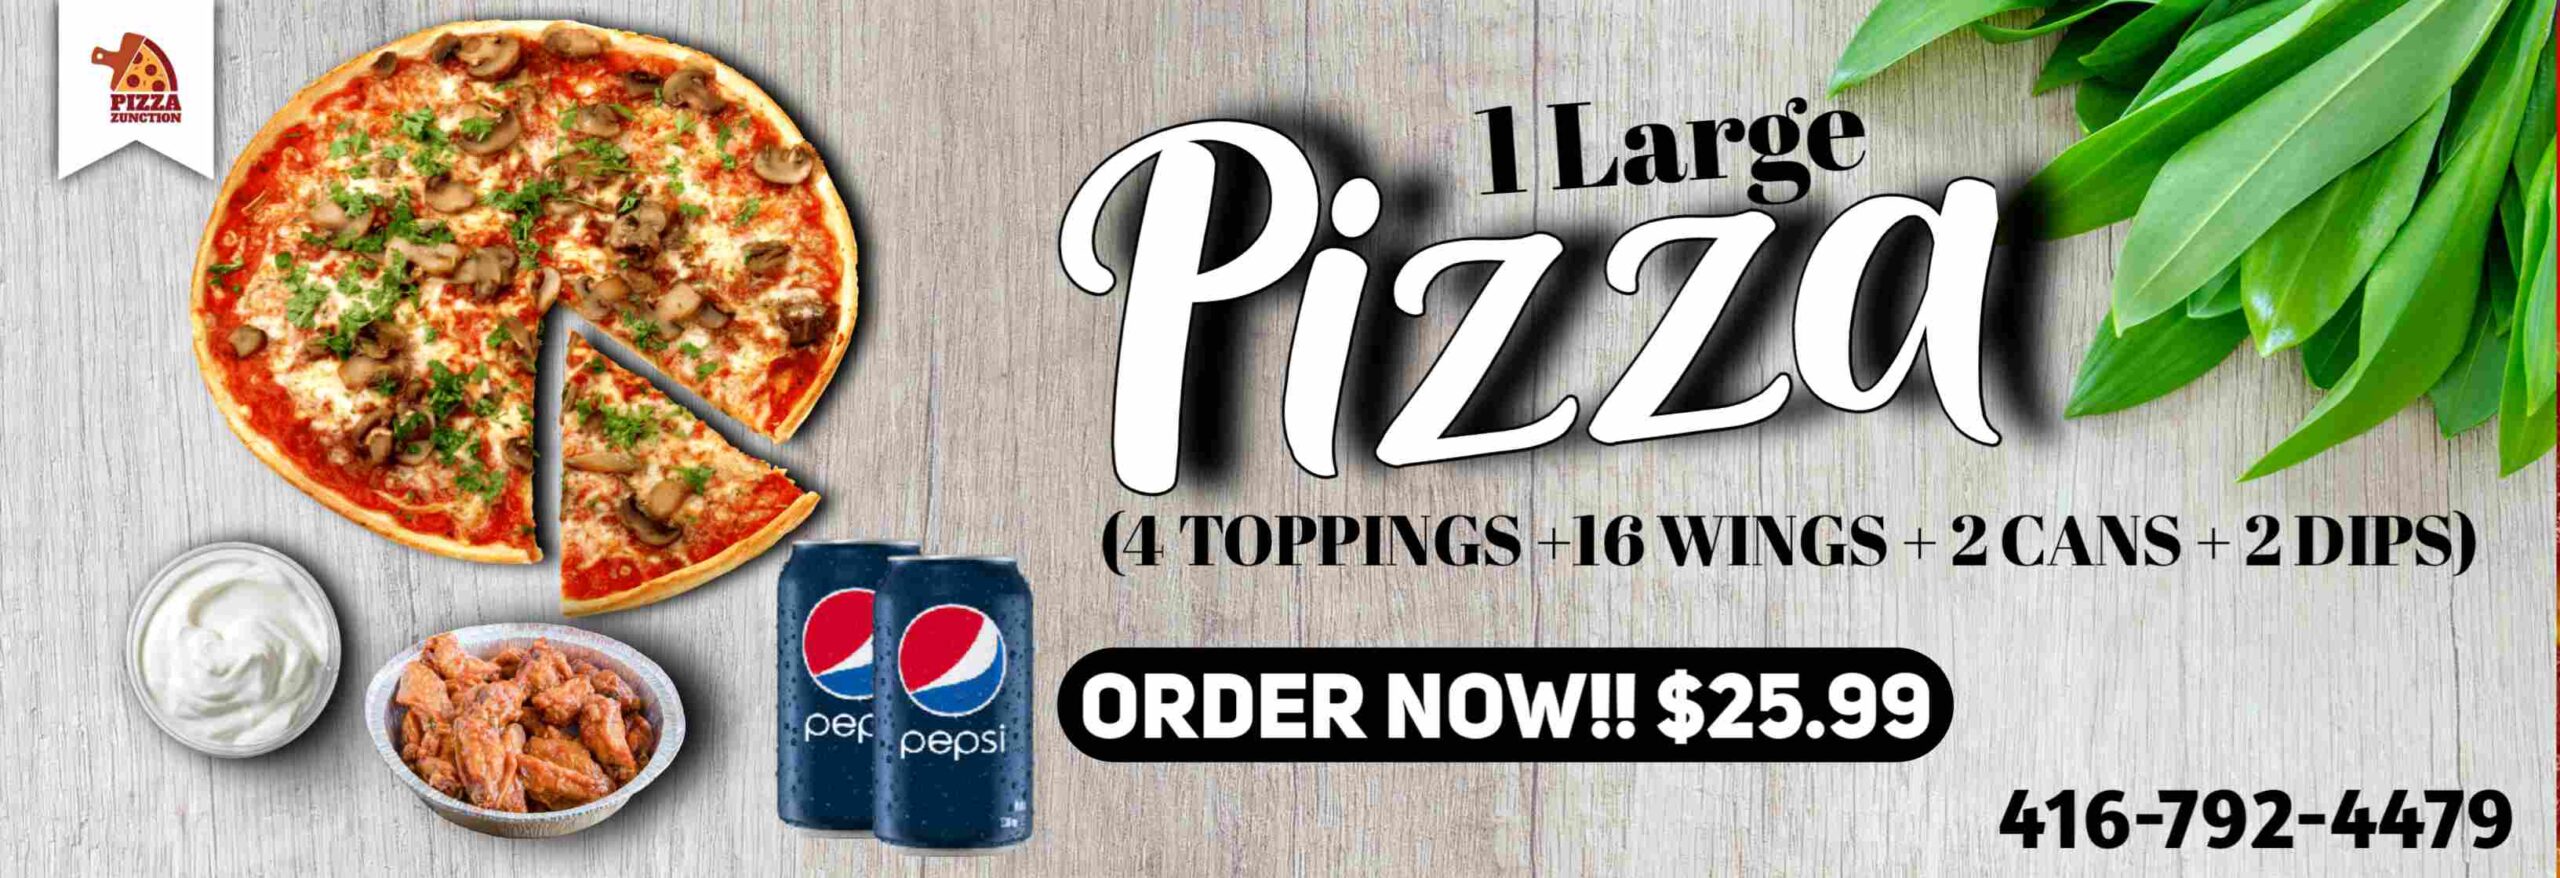 PIZZA
ZUNCTION
1 Large
Pizza
(4 TOPPINGS +16 WINGS + 2 CANS + 2 DIPS)
pep
pepsi
ORDER NOW!! $25.99
416-792-4479